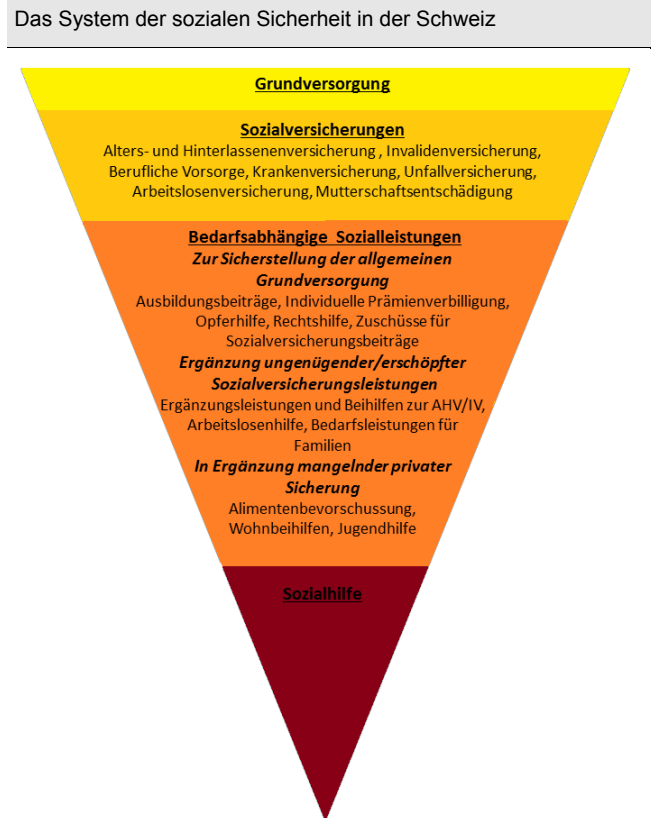 Das System der sozialen Sicherheit in der Schweiz
Grundversorgung
Sozialversicherungen
Alters- und Hinterlassenenversicherung , Invalidenversicherung,
Berufliche Vorsorge, Krankenversicherung, Unfallversicherung,
Arbeitslosenversicherung, Mutterschaftsentschädigung
Bedarfsabhängige Sozialleistungen
Zur Sicherstellung der allgemeinen
Grundversorgung
Ausbildungsbeiträge, Individuelle Prämienverbilligung,
Opferhilfe, Rechtshilfe, Zuschüsse für
Sozialversicherungsbeiträge
Ergänzung ungenügender/erschöpfter
Sozialversicherungsleistungen
Ergänzungsleistungen und Beihilfen zur AHV/IV,
Arbeitslosenhilfe, Bedarfsleistungen für
Familien
In Ergänzung mangelnder privater
Sicherung
Alimentenbevorschussung,
Wohnbeihilfen, Jugendhilfe
Sozialhilfe